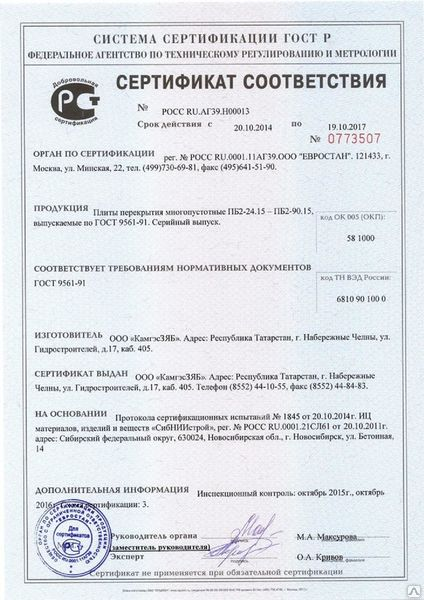 СИСТЕМА СЕРТИФИКАЦИИ ГОСТ Р
ФЕДЕРАЛЬНОЕ АГЕНТСТВО ПО ТЕХНИЧЕСКОМУ РЕГУЛИРОВАНИЮ И МЕТРОЛОГИИ
Добровольная
сертификация
СЕРТИФИКАТ СООТВЕТСТВИЯ
№ РОСС RU.АГ39.Н00013
Срок действия с 20.10.2014 по 19.10.2017
№ 0773507
ОРГАН ПО СЕРТИФИКАЦИИ рег. № РОСС RU.0001.11АГ39.ООО "ЕВРОСТАН". 121433, г.
Москва, ул. Минская, 22, тел. (499)730-69-81, факс (495)641-51-90.
ПРОДУКЦИЯ Плиты перекрытия многопустотные ПБ2-24.15 – ПБ2-90.15,
выпускаемые по ГОСТ 9561-91. Серийный выпуск.
код ОК 005 (ОКП):
58 1000
СООТВЕТСТВУЕТ ТРЕБОВАНИЯМ НОРМАТИВНЫХ ДОКУМЕНТОВ
ГОСТ 9561-91
код ТН ВЭД России:
6810 90 100 0
ИЗГОТОВИТЕЛЬ ООО «КамгэсЗЯБ». Адрес: Республика Татарстан, г. Набережные Челны, ул.
Гидростроителей, д.17, каб. 405.
СЕРТИФИКАТ ВЫДАН ООО «КамгэсЗЯБ». Адрес: Республика Татарстан, г. Набережные
Челны, ул. Гидростроителей, д.17, каб. 405. Телефон (8552) 44-10-55, факс (8552) 44-84-83.
НА ОСНОВАНИИ Протокола сертификационных испытаний № 1845 от 20.10.2014г. ИЦ
материалов, изделий и веществ «СибНИИстрой», рег. № РОСС RU.0001.21СЛ61 от 20.10.2011г.
адрес: Сибирский федеральный округ, 630024, Новосибирская обл., г. Новосибирск, ул. Бетонная,
14
ДОПОЛНИТЕЛЬНАЯ ИНФОРМАЦИЯ Инспекционный контроль: октябрь 2015г., октябрь
2016г. Схема сертификации: 3.
Для
сертификатов
Руководитель органа
заместитель руководителя
подпись
М.А. Максурова
Эксперт
О.А. Кривов
Сертификат не применяется при обязательной сертификации